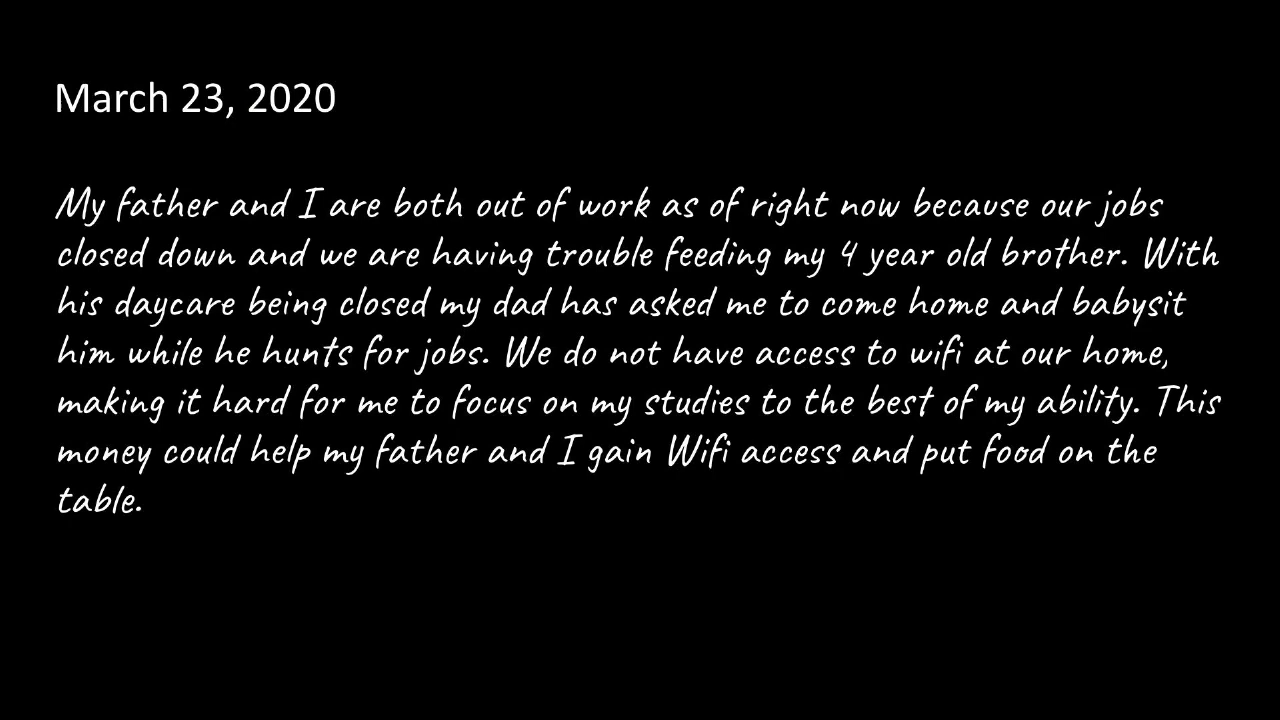 March 23, 2020
My father and I are both out of work as of right now because our jobs
closed down and we are having trouble feeding my 4 year old brother. With
his daycare being closed my dad has asked me to come home and babysit
him while he hunts for jobs. We do not have access to wifi at our home,
making it hard for me to focus on my studies to the best of my ability. This
money could help my father and I gain Wifi access and put food on the
table.